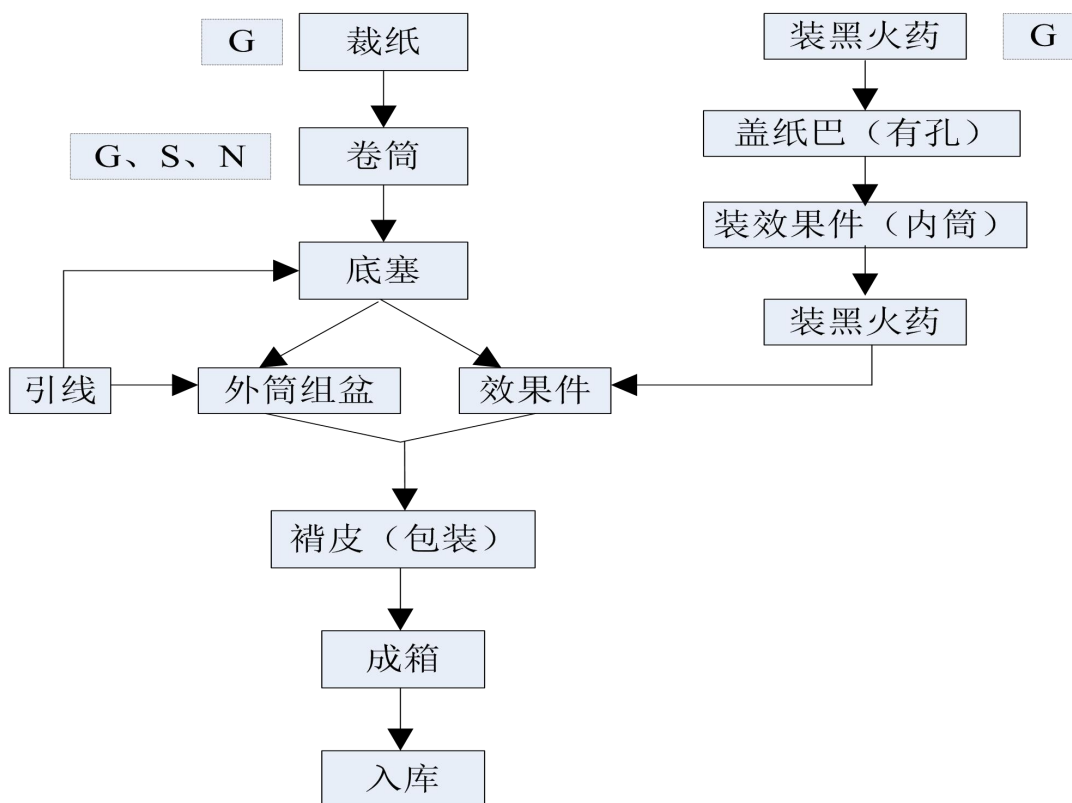 G
裁纸
装黑火药
G
G、S、N
卷筒
盖纸巴（有孔）
装效果件（内筒）
底塞
装黑火药
引线
外筒组盆
效果件
褙皮（包装）
成箱
入库